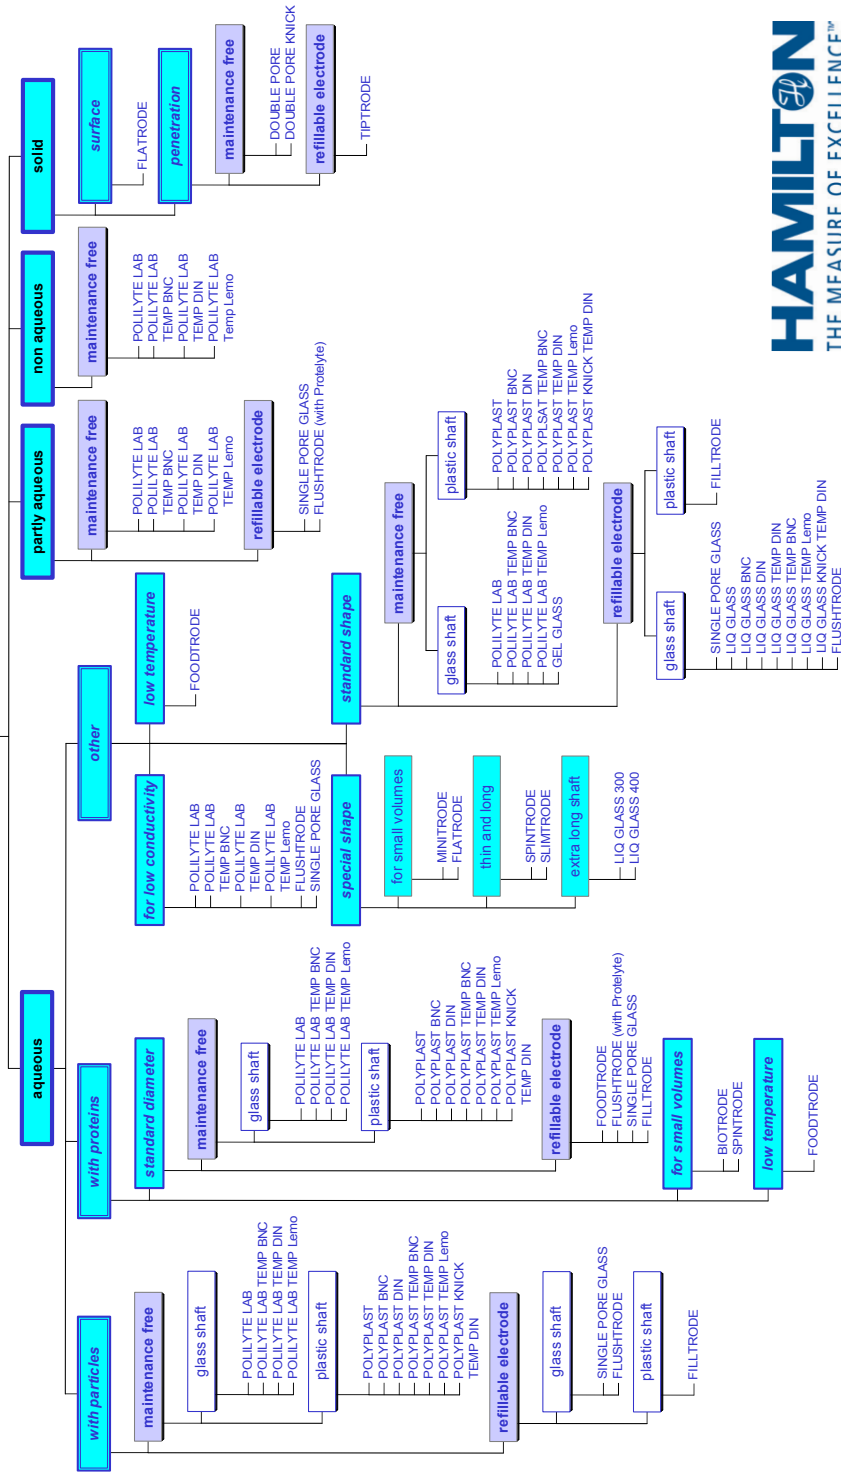 aqueous
with particles
maintenance free
glass shaft
POLILYTE LAB
POLILYTE LAB TEMP BNC
POLILYTE LAB TEMP DIN
POLILYTE LAB TEMP Lemo
plastic shaft
POLYPLAST
POLYPLAST BNC
POLYPLAST DIN
POLYPLAST TEMP BNC
POLYPLAST TEMP DIN
POLYPLAST TEMP Lemo
POLYPLAST KNICK
TEMP DIN
refillable electrode
glass shaft
SINGLE PORE GLASS
FLUSHTRODE
plastic shaft
FILLTRODE
with proteins
standard diameter
maintenance free
glass shaft
POLILYTE LAB
POLILYTE LAB TEMP BNC
POLILYTE LAB TEMP DIN
POLILYTE LAB TEMP Lemo
plastic shaft
POLYPLAST
POLYPLAST BNC
POLYPLAST DIN
POLYPLAST TEMP BNC
POLYPLAST TEMP DIN
POLYPLAST TEMP Lemo
POLYPLAST KNICK
TEMP DIN
refillable electrode
FOODTRODE
FLUSHTRODE (with Protelyte)
SINGLE PORE GLASS
FILLTRODE
for small volumes
BIOTRODE
SPINTRODE
low temperature
FOODTRODE
other
for low conductivity
POLILYTE LAB
POLILYTE LAB
TEMP BNC
POLILYTE LAB
TEMP DIN
POLILYTE LAB
TEMP Lemo
FLUSHTRODE
SINGLE PORE GLASS
low temperature
FOODTRODE
special shape
for small volumes
MINITRODE
FLATRODE
thin and long
SPINTRODE
SLIMTRODE
extra long shaft
LIQ GLASS 300
LIQ GLASS 400
standard shape
maintenance free
glass shaft
POLILYTE LAB
POLILYTE LAB TEMP BNC
POLILYTE LAB TEMP DIN
POLILYTE LAB TEMP Lemo
GEL GLASS
plastic shaft
POLYPLAST
POLYPLAST BNC
POLYPLAST DIN
POLYPLSAT TEMP BNC
POLYPLAST TEMP DIN
POLYPLAST TEMP Lemo
POLYPLAST KNICK TEMP DIN
refillable electrode
glass shaft
SINGLE PORE GLASS
LIQ GLASS
LIQ GLASS BNC
LIQ GLASS DIN
LIQ GLASS TEMP DIN
LIQ GLASS TEMP BNC
LIQ GLASS TEMP Lemo
LIQ GLASS KNICK TEMP DIN
FLUSHTRODE
plastic shaft
FILLTRODE
partly aqueous
maintenance free
POLILYTE LAB
POLILYTE LAB
TEMP BNC
POLILYTE LAB
TEMP DIN
POLILYTE LAB
TEMP Lemo
refillable electrode
SINGLE PORE GLASS
FLUSHTRODE (with Protelyte)
non aqueous
maintenance free
POLILYTE LAB
POLILYTE LAB
TEMP BNC
POLILYTE LAB
TEMP DIN
POLILYTE LAB
Temp Lemo
solid
surface
FLATRODE
penetration
maintenance free
DOUBLE PORE
DOUBLE PORE KNICK
refillable electrode
TIPTRODE
HAMILTON
THE MEASURE OF EXCELLENCE™